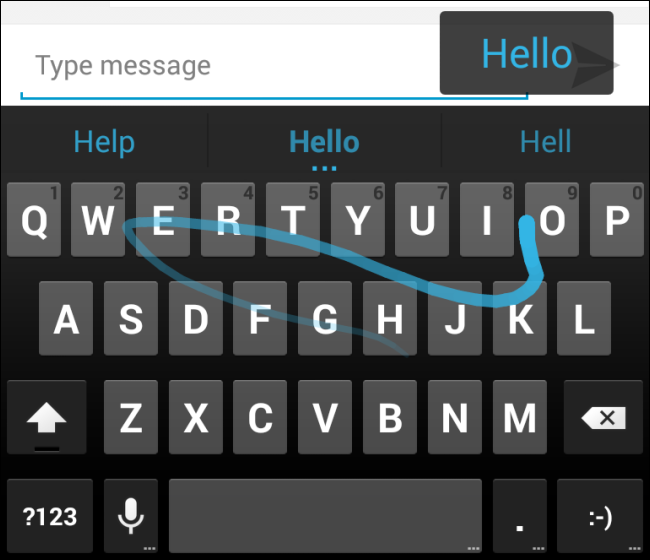 Type message
Hello
Help Hello Hell
1 2 3 4 5 6 7 8 9 0
Q W E R T Y U I O P
A S D F G H J K L
Z X C V B N M
?123 . :-)